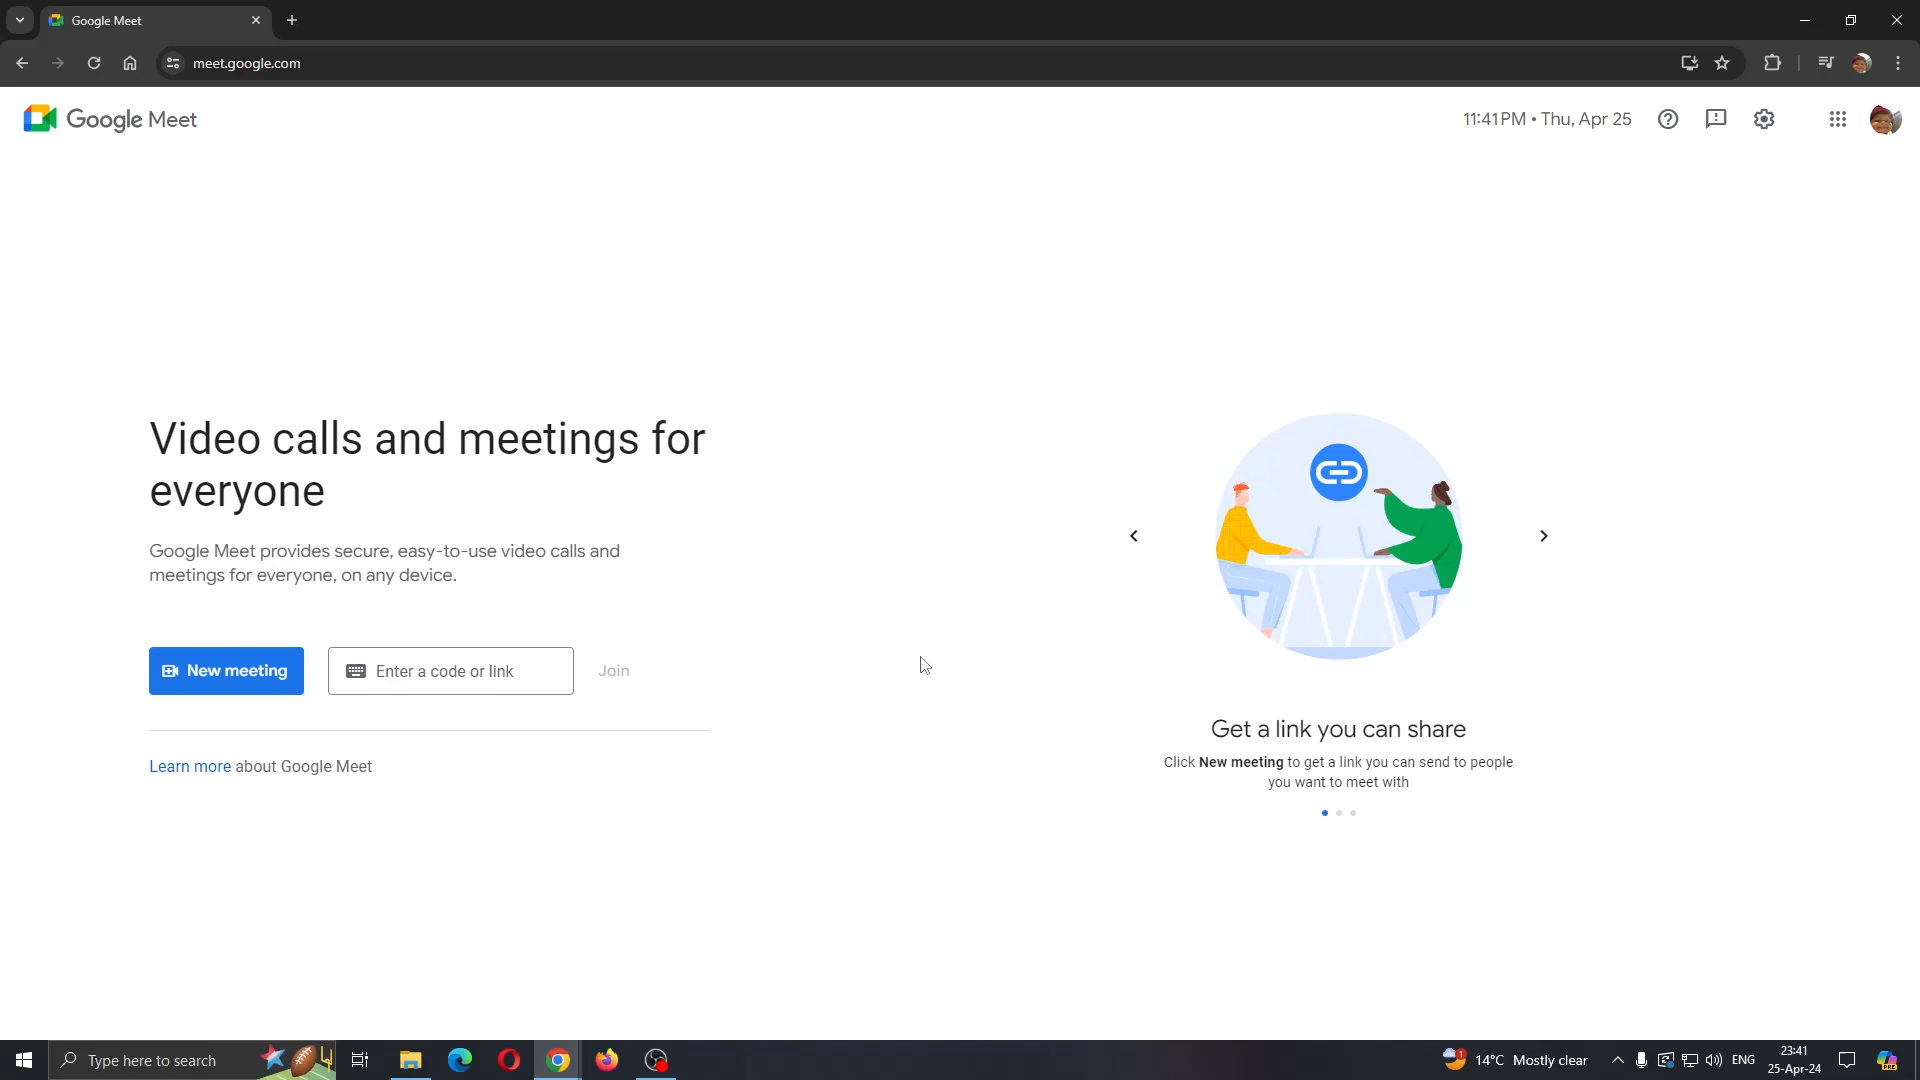 Google Meet
meet.google.com
Google Meet
11:41 PM • Thu, Apr 25
Video calls and meetings for
everyone
Google Meet provides secure, easy-to-use video calls and
meetings for everyone, on any device.
New meeting
Enter a code or link
Join
Learn more about Google Meet
Get a link you can share
Click New meeting to get a link you can send to people
you want to meet with
Type here to search
1
14°C Mostly clear
ENG
23:41
25-Apr-24
PRE